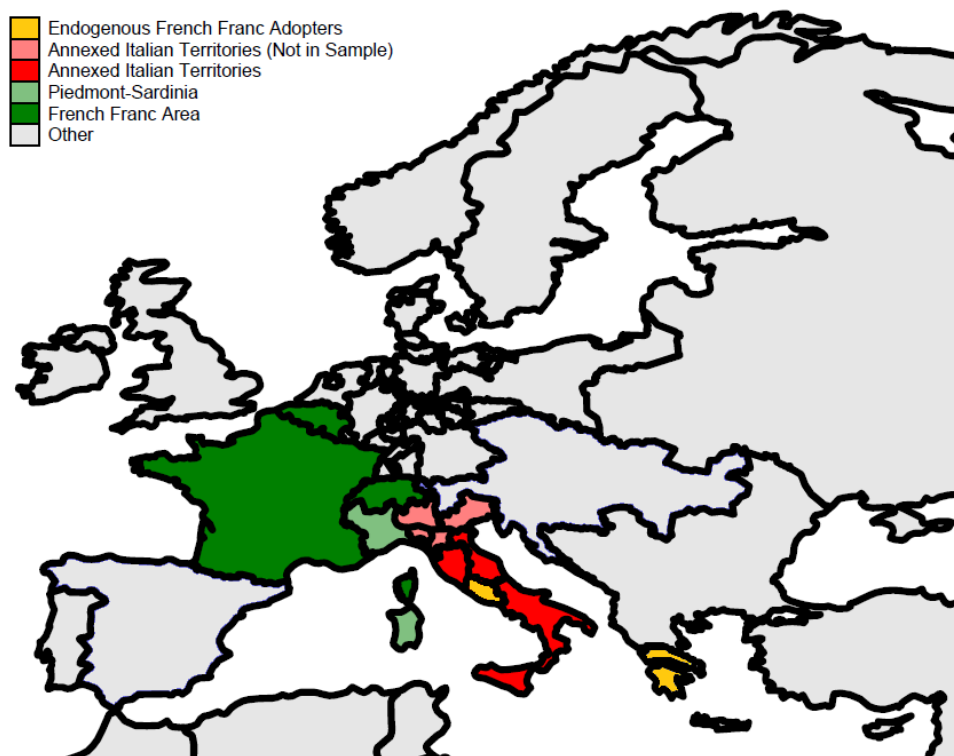 Endogenous French Franc Adopters
Annexed Italian Territories (Not in Sample)
Annexed Italian Territories
Piedmont-Sardinia
French Franc Area
Other